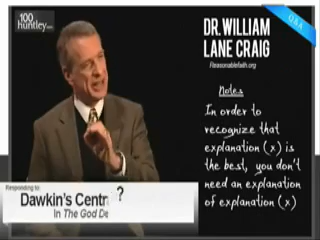 100
huntley.com
DR. WILLIAM
LANE CRAIG
Reasonablefaith.org
Q&A
Notes
In order to
recognize that
explanation (x) is
the best, you don't
need an explanation
of explanation (x)
Responding to:
Dawkin's Centr ?
In The God De